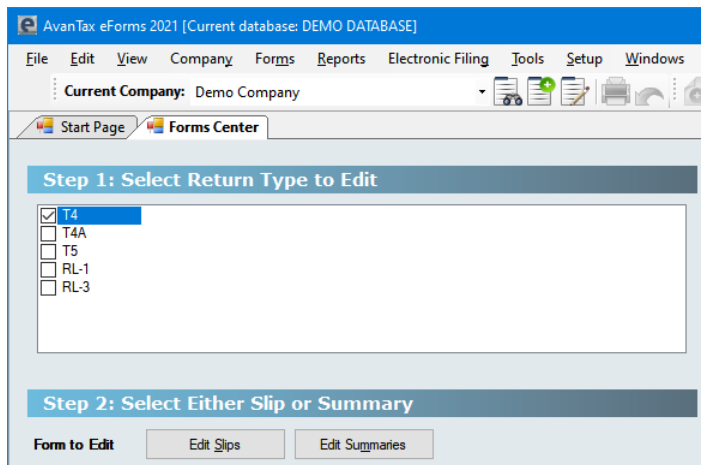 AvanTax eForms 2021 [Current database: DEMO DATABASE]
File Edit View Company Forms Reports Electronic Filing Tools Setup Windows
Current Company: Demo Company
Start Page Forms Center
Step 1: Select Return Type to Edit
T4
T4A
T5
RL-1
RL-3
Step 2: Select Either Slip or Summary
Form to Edit Edit Slips Edit Summaries